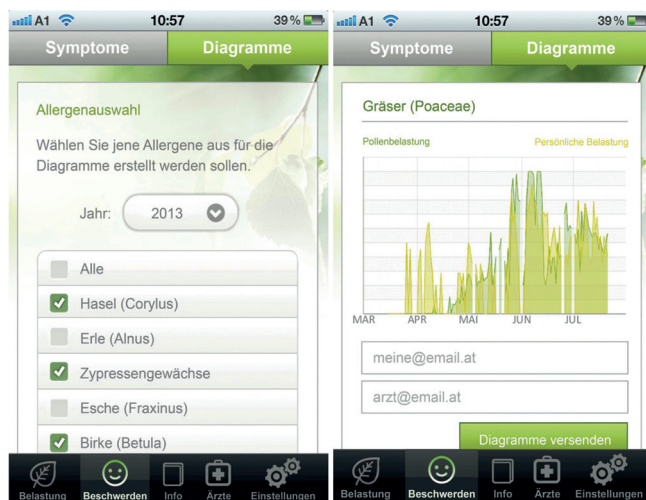 A1 10:57 39 %
Symptome Diagramme
Allergenauswahl
Wählen Sie jene Allergene aus für die
Diagramme erstellt werden sollen.
Jahr: 2013
Alle
Hasel (Corylus)
Erle (Alnus)
Zypressengewächse
Esche (Fraxinus)
Birke (Betula)
Belastung Beschwerden Info Ärzte Einstellungen
A1 10:57 39 %
Symptome Diagramme
Gräser (Poaceae)
Pollenbelastung Persönliche Belastung
MAR APR MAI JUN JUL
meine@email.at
arzt@email.at
Diagramme versenden
Belastung Beschwerden Info Ärzte Einstellungen